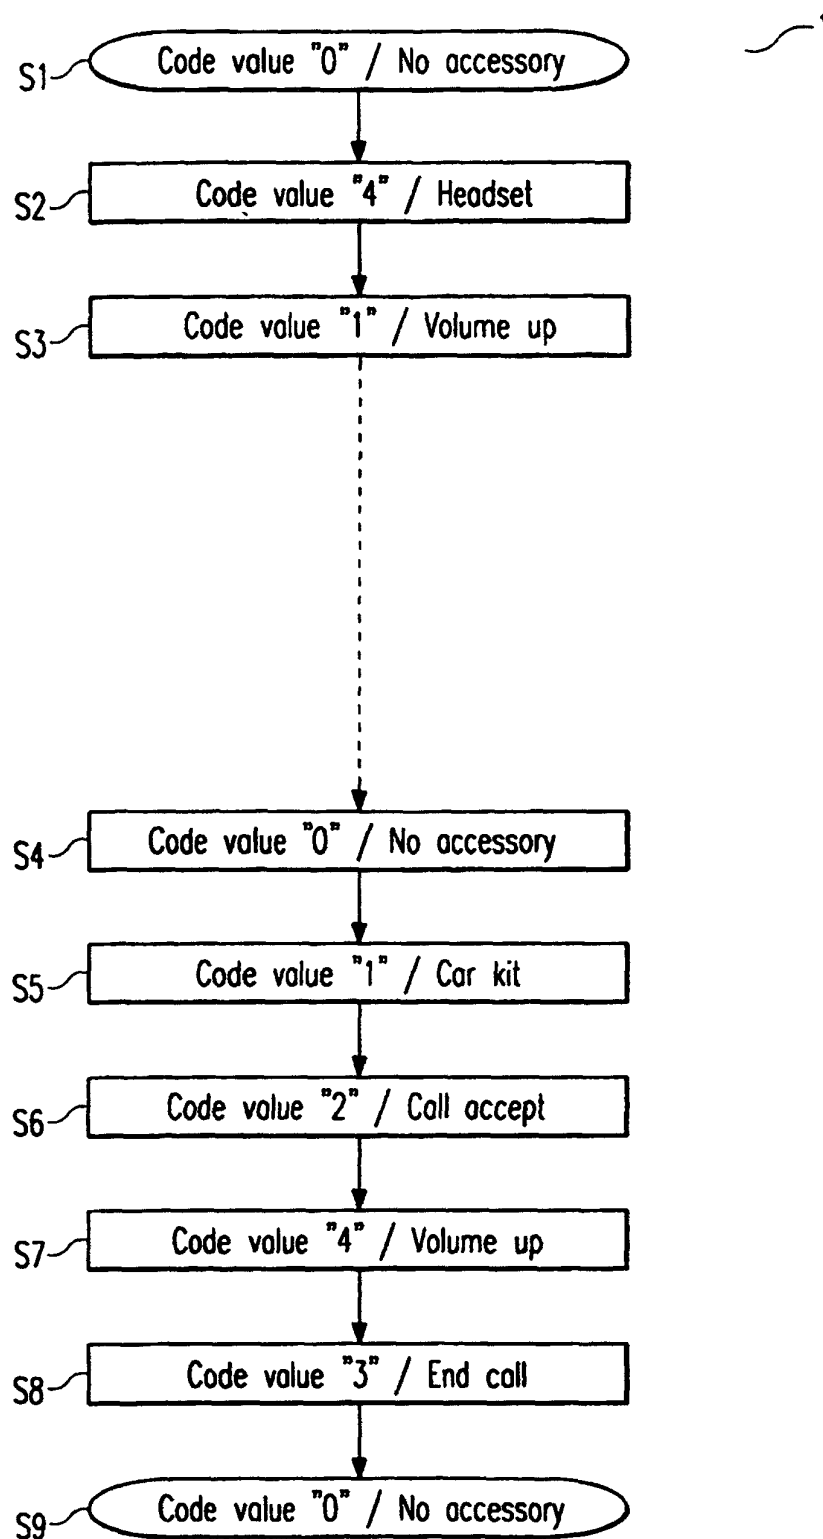 S1 Code value "0" / No accessory
S2 Code value "4" / Headset
S3 Code value "1" / Volume up
S4 Code value "0" / No accessory
S5 Code value "1" / Car kit
S6 Code value "2" / Call accept
S7 Code value "4" / Volume up
S8 Code value "3" / End call
S9 Code value "0" / No accessory